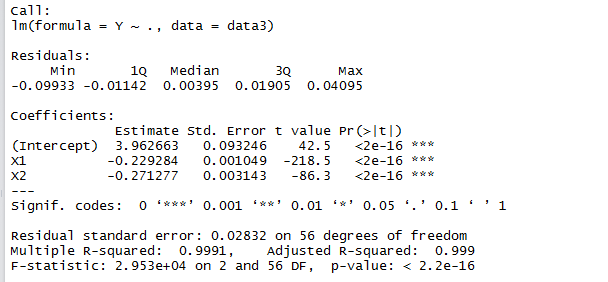 Call:
lm(formula = Y ~ ., data = data3)
Residuals:
Min 1Q Median 3Q Max
-0.09933 -0.01142 0.00395 0.01905 0.04095
Coefficients:
Estimate Std. Error t value Pr(>|t|)
(Intercept) 3.962663 0.093246 42.5 <2e-16 ***
X1 -0.229284 0.001049 -218.5 <2e-16 ***
X2 -0.271277 0.003143 -86.3 <2e-16 ***
---
Signif. codes: 0 ‘***’ 0.001 ‘**’ 0.01 ‘*’ 0.05 ‘.’ 0.1 ‘ ’ 1
Residual standard error: 0.02832 on 56 degrees of freedom
Multiple R-squared: 0.9991, Adjusted R-squared: 0.999
F-statistic: 2.953e+04 on 2 and 56 DF, p-value: < 2.2e-16